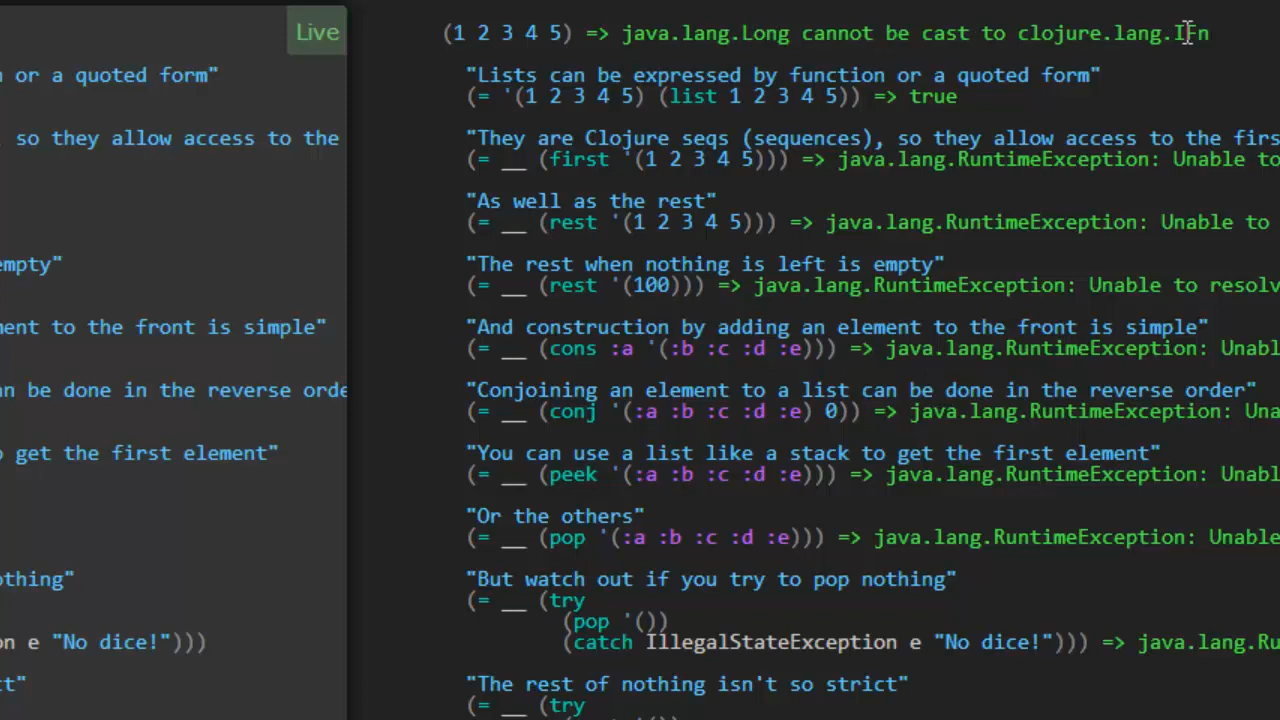 Live
n or a quoted form"
, so they allow access to the
empty"
ment to the front is simple"
an be done in the reverse orde
o get the first element"
othing"
on e "No dice!")))
ct"
(1 2 3 4 5) => java.lang.Long cannot be cast to clojure.lang.IFn
"Lists can be expressed by function or a quoted form"
(= '(1 2 3 4 5) (list 1 2 3 4 5)) => true
"They are Clojure seqs (sequences), so they allow access to the firs
(= __ (first '(1 2 3 4 5))) => java.lang.RuntimeException: Unable to
"As well as the rest"
(= __ (rest '(1 2 3 4 5))) => java.lang.RuntimeException: Unable to
"The rest when nothing is left is empty"
(= __ (rest '(100))) => java.lang.RuntimeException: Unable to resolv
"And construction by adding an element to the front is simple"
(= __ (cons :a '(:b :c :d :e))) => java.lang.RuntimeException: Unabl
"Conjoining an element to a list can be done in the reverse order"
(= __ (conj '(:a :b :c :d :e) 0)) => java.lang.RuntimeException: Una
"You can use a list like a stack to get the first element"
(= __ (peek '(:a :b :c :d :e))) => java.lang.RuntimeException: Unabl
"Or the others"
(= __ (pop '(:a :b :c :d :e))) => java.lang.RuntimeException: Unable
"But watch out if you try to pop nothing"
(= __ (try
(pop '())
(catch IllegalStateException e "No dice!"))) => java.lang.Ru
"The rest of nothing isn't so strict"
(= __ (try